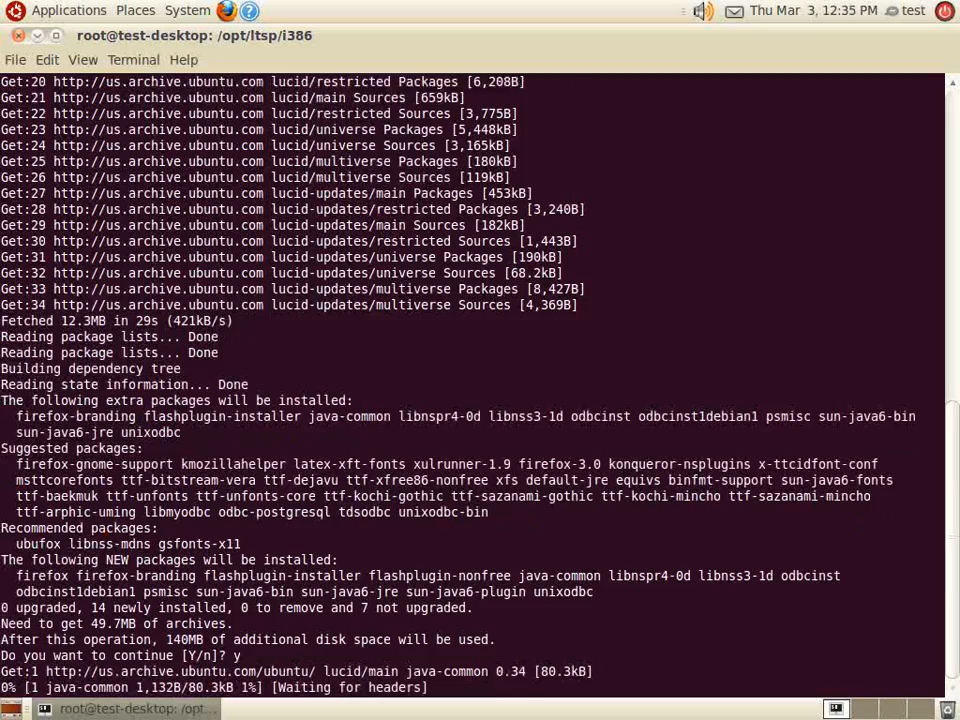 Applications Places System Thu Mar 3, 12:35 PM test
root@test-desktop: /opt/ltsp/i386
File Edit View Terminal Help
Get:20 http://us.archive.ubuntu.com lucid/restricted Packages [6,208B]
Get:21 http://us.archive.ubuntu.com lucid/main Sources [659kB]
Get:22 http://us.archive.ubuntu.com lucid/restricted Sources [3,775B]
Get:23 http://us.archive.ubuntu.com lucid/universe Packages [5,448kB]
Get:24 http://us.archive.ubuntu.com lucid/universe Sources [3,165kB]
Get:25 http://us.archive.ubuntu.com lucid/multiverse Packages [180kB]
Get:26 http://us.archive.ubuntu.com lucid/multiverse Sources [119kB]
Get:27 http://us.archive.ubuntu.com lucid-updates/main Packages [453kB]
Get:28 http://us.archive.ubuntu.com lucid-updates/restricted Packages [3,240B]
Get:29 http://us.archive.ubuntu.com lucid-updates/main Sources [182kB]
Get:30 http://us.archive.ubuntu.com lucid-updates/restricted Sources [1,443B]
Get:31 http://us.archive.ubuntu.com lucid-updates/universe Packages [190kB]
Get:32 http://us.archive.ubuntu.com lucid-updates/universe Sources [68.2kB]
Get:33 http://us.archive.ubuntu.com lucid-updates/multiverse Packages [8,427B]
Get:34 http://us.archive.ubuntu.com lucid-updates/multiverse Sources [4,369B]
Fetched 12.3MB in 29s (421kB/s)
Reading package lists... Done
Reading package lists... Done
Building dependency tree
Reading state information... Done
The following extra packages will be installed:
firefox-branding flashplugin-installer java-common libnspr4-0d libnss3-1d odbcinst odbcinst1debian1 psmisc sun-java6-bin
sun-java6-jre unixodbc
Suggested packages:
firefox-gnome-support kmozillahelper latex-xft-fonts xulrunner-1.9 firefox-3.0 konqueror-nsplugins x-ttcidfont-conf
msttcorefonts ttf-bitstream-vera ttf-dejavu ttf-xfree86-nonfree xfs default-jre equivs binfmt-support sun-java6-fonts
ttf-baekmuk ttf-unfonts ttf-unfonts-core ttf-kochi-gothic ttf-sazanami-gothic ttf-kochi-mincho ttf-sazanami-mincho
ttf-arphic-uming libmyodbc odbc-postgresql tdsodbc unixodbc-bin
Recommended packages:
ubufox libnss-mdns gsfonts-x11
The following NEW packages will be installed:
firefox firefox-branding flashplugin-installer flashplugin-nonfree java-common libnspr4-0d libnss3-1d odbcinst
odbcinst1debian1 psmisc sun-java6-bin sun-java6-jre sun-java6-plugin unixodbc
0 upgraded, 14 newly installed, 0 to remove and 7 not upgraded.
Need to get 49.7MB of archives.
After this operation, 140MB of additional disk space will be used.
Do you want to continue [Y/n]? y
Get:1 http://us.archive.ubuntu.com/ubuntu/ lucid/main java-common 0.34 [80.3kB]
0% [1 java-common 1,132B/80.3kB 1%] [Waiting for headers]
root@test-desktop: /opt...